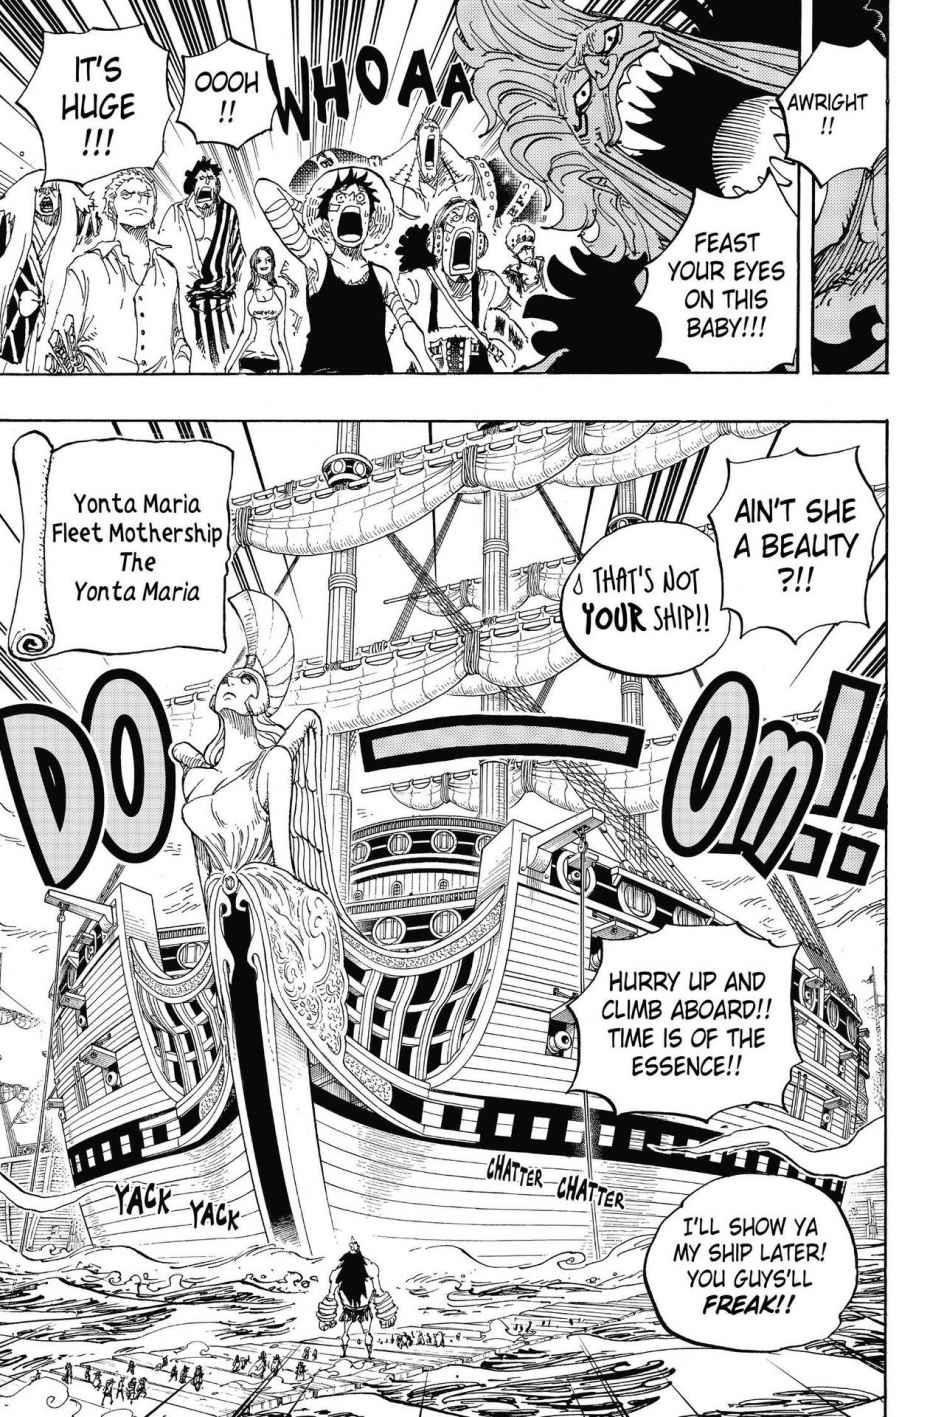 AWRIGHT
!!
FEAST
YOUR EYES
ON THIS
BABY!!!
WHOAA
OOOH
!!
IT'S
HUGE
!!!
AIN'T SHE
A BEAUTY
?!!
THAT'S NOT
YOUR SHIP!!
Yonta Maria
Fleet Mothership
The
Yonta Maria
DO—OM!!
HURRY UP AND
CLIMB ABOARD!!
TIME IS OF THE
ESSENCE!!
CHATTER
CHATTER
YACK
YACK
I'LL SHOW YA
MY SHIP LATER!
YOU GUYS'LL
FREAK!!